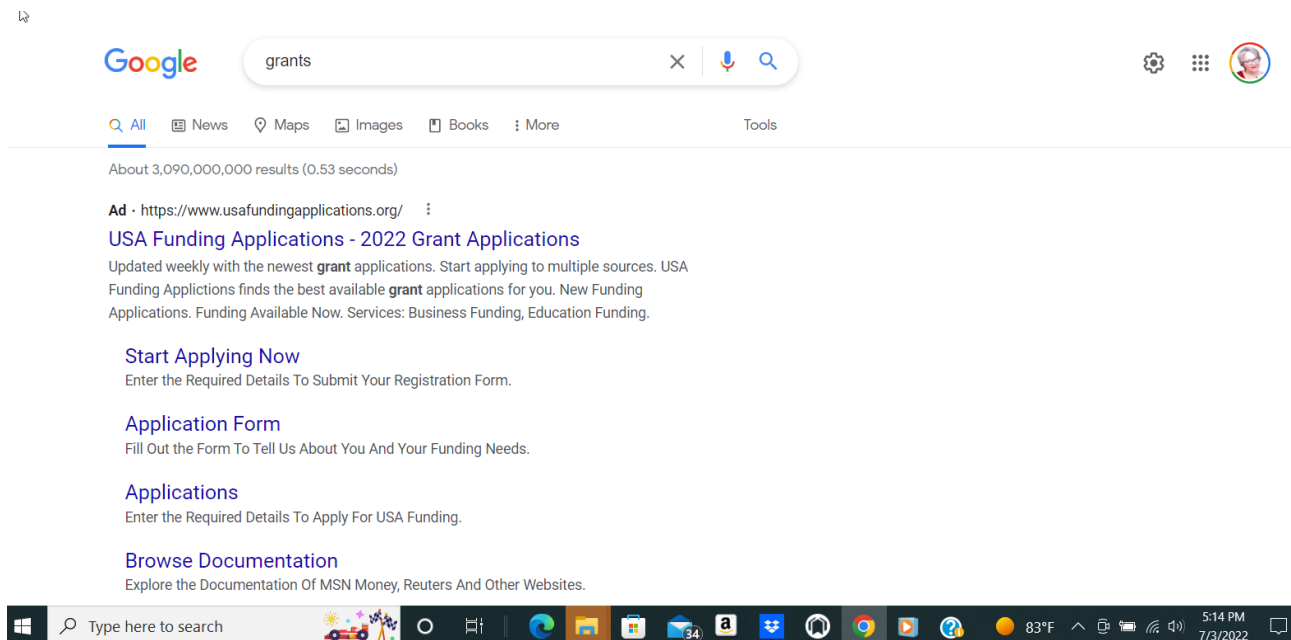 Google
grants
All News Maps Images Books More Tools
About 3,090,000,000 results (0.53 seconds)
Ad · https://www.usafundingapplications.org/
USA Funding Applications - 2022 Grant Applications
Updated weekly with the newest grant applications. Start applying to multiple sources. USA
Funding Applictions finds the best available grant applications for you. New Funding
Applications. Funding Available Now. Services: Business Funding, Education Funding.
Start Applying Now
Enter the Required Details To Submit Your Registration Form.
Application Form
Fill Out the Form To Tell Us About You And Your Funding Needs.
Applications
Enter the Required Details To Apply For USA Funding.
Browse Documentation
Explore the Documentation Of MSN Money, Reuters And Other Websites.
Type here to search 34 a 83°F 5:14 PM
7/3/2022